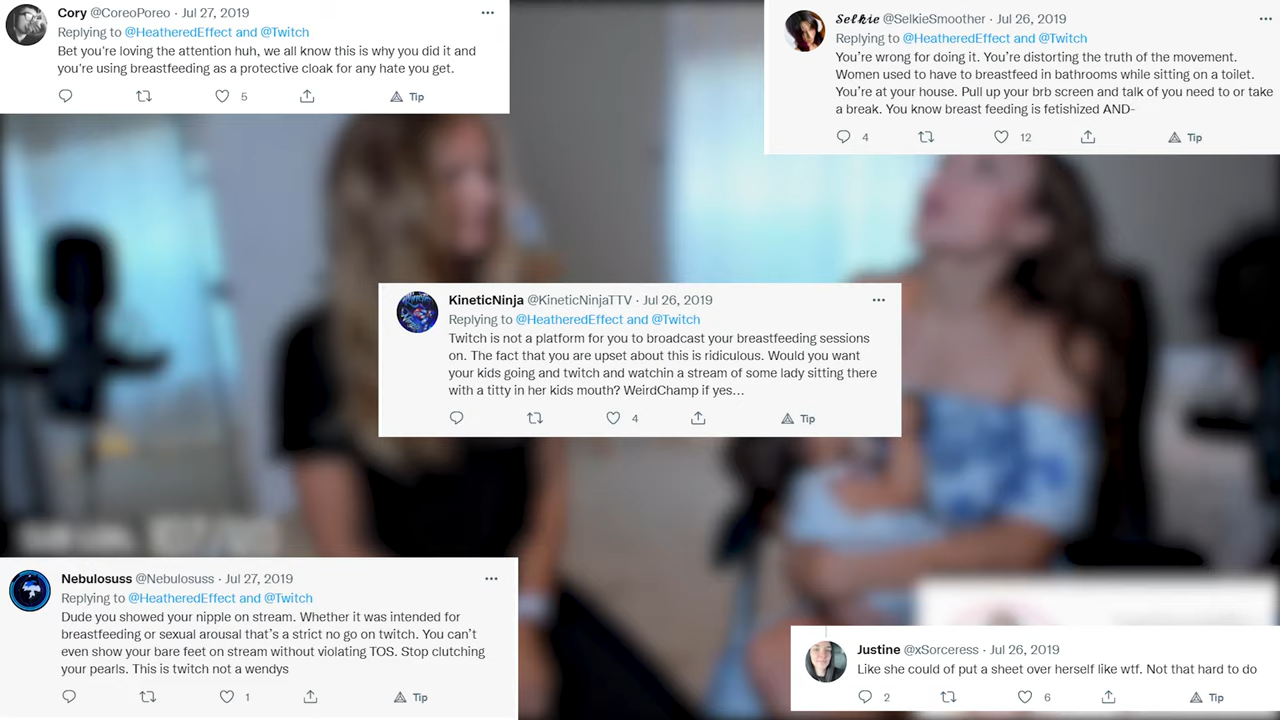 Cory @CoreoPoreo · Jul 27, 2019
Replying to @HeatheredEffect and @Twitch
Bet you're loving the attention huh, we all know this is why you did it and
you're using breastfeeding as a protective cloak for any hate you get.
5
Tip
Selkie @SelkieSmoother · Jul 26, 2019
Replying to @HeatheredEffect and @Twitch
You're wrong for doing it. You're distorting the truth of the movement.
Women used to have to breastfeed in bathrooms while sitting on a toilet.
You're at your house. Pull up your brb screen and talk of you need to or take
a break. You know breast feeding is fetishized AND-
4
12
Tip
KineticNinja @KineticNinjaTTV · Jul 26, 2019
Replying to @HeatheredEffect and @Twitch
Twitch is not a platform for you to broadcast your breastfeeding sessions
on. The fact that you are upset about this is ridiculous. Would you want
your kids going and twitch and watchin a stream of some lady sitting there
with a titty in her kids mouth? WeirdChamp if yes...
4
Tip
Nebulosuss @Nebulosuss · Jul 27, 2019
Replying to @HeatheredEffect and @Twitch
Dude you showed your nipple on stream. Whether it was intended for
breastfeeding or sexual arousal that's a strict no go on twitch. You can't
even show your bare feet on stream without violating TOS. Stop clutching
your pearls. This is twitch not a wendys
1
Tip
Justine @xSorceress · Jul 26, 2019
Like she could of put a sheet over herself like wtf. Not that hard to do
2
6
Tip